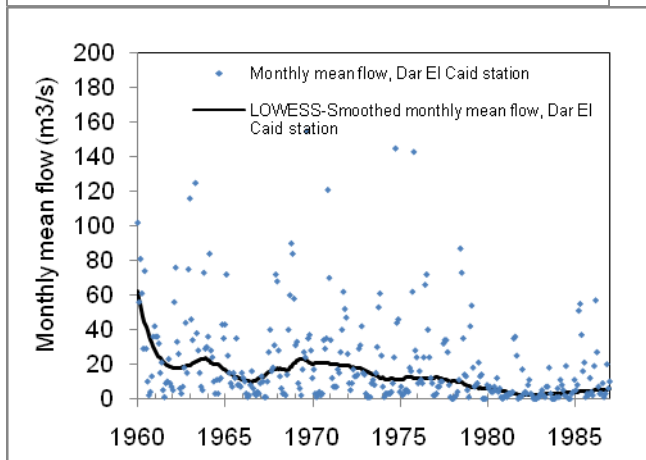 200
180
160
140
120
100
80
60
40
20
0
Monthly mean flow (m3/s)
Monthly mean flow, Dar El Caid station
LOWESS-Smoothed monthly mean flow, Dar El
Caid station
1960 1965 1970 1975 1980 1985